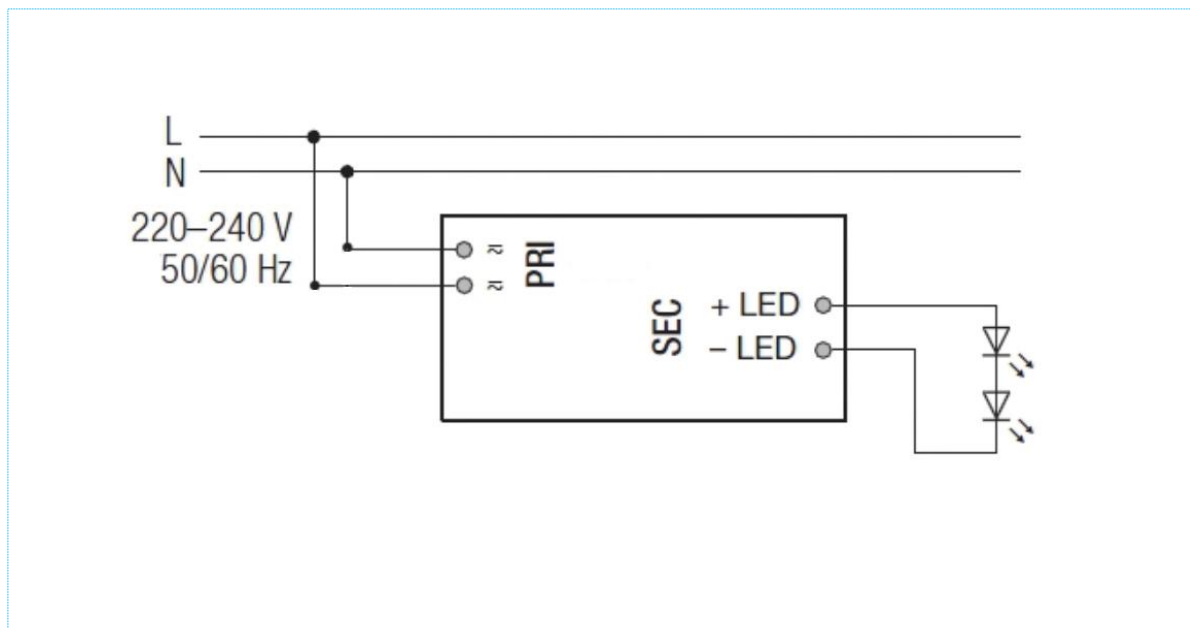 L
N
220–240 V
50/60 Hz
≂
≂
PRI
SEC
+ LED
– LED